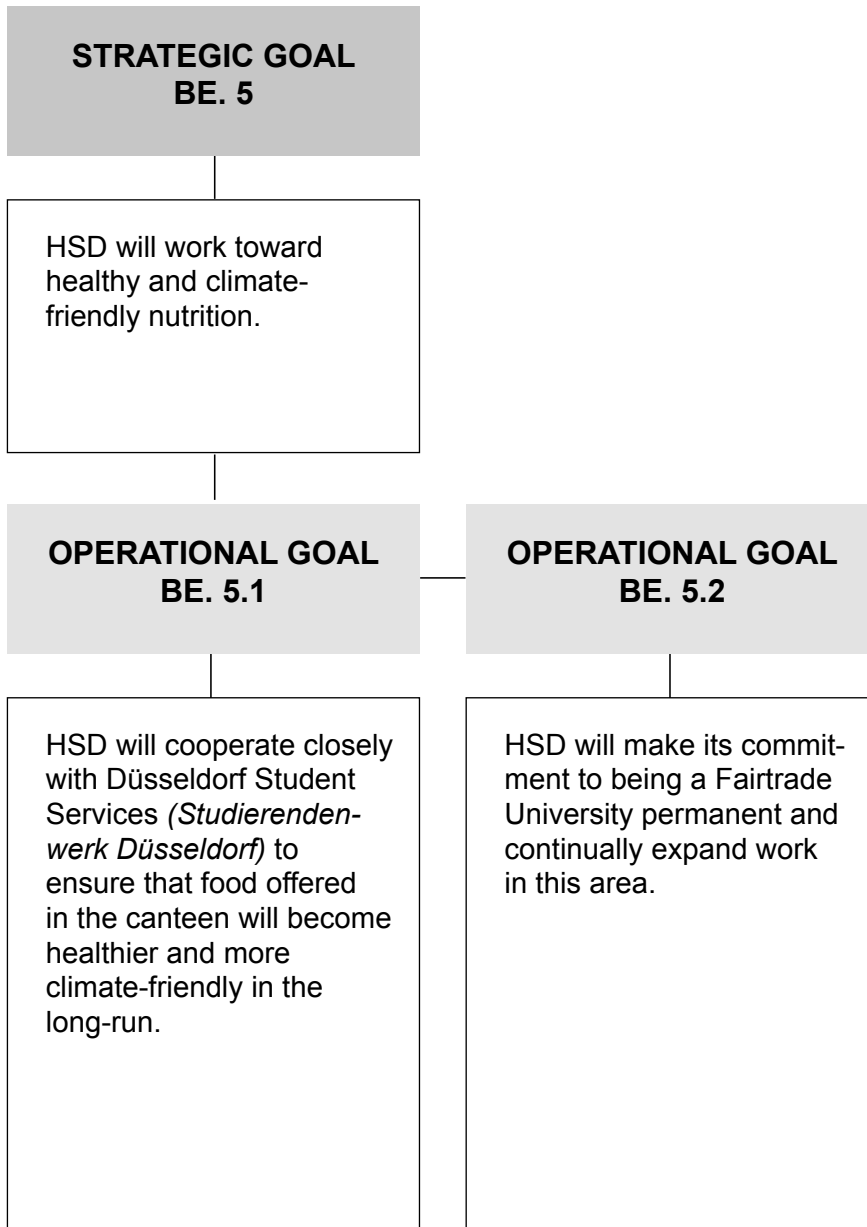 STRATEGIC GOAL
BE. 5
HSD will work toward
healthy and climate-
friendly nutrition.
OPERATIONAL GOAL
BE. 5.1
HSD will cooperate closely
with Düsseldorf Student
Services (Studierenden-
werk Düsseldorf) to
ensure that food offered
in the canteen will become
healthier and more
climate-friendly in the
long-run.
OPERATIONAL GOAL
BE. 5.2
HSD will make its commit-
ment to being a Fairtrade
University permanent and
continually expand work
in this area.